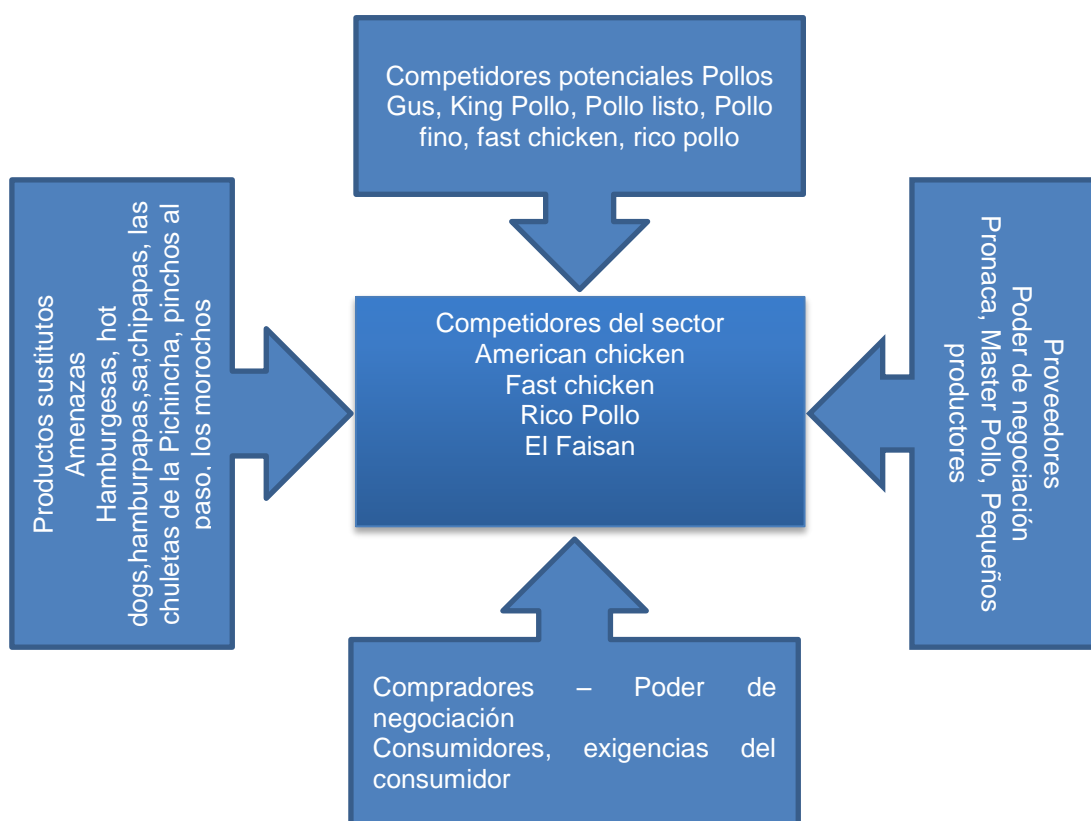 Competidores potenciales Pollos
Gus, King Pollo, Pollo listo, Pollo
fino, fast chicken, rico pollo
Productos sustitutos
Amenazas
Hamburgesas, hot
dogs,hamburpapas,sa;chipapas, las
chuletas de la Pichincha, pinchos al
paso. los morochos
Competidores del sector
American chicken
Fast chicken
Rico Pollo
El Faisan
Proveedores
Poder de negociación
Pronaca, Master Pollo, Pequeños
productores
Compradores – Poder de
negociación
Consumidores, exigencias del
consumidor